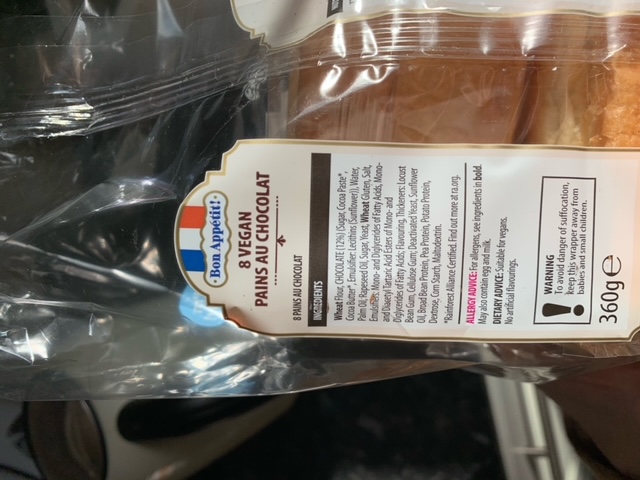 Bon Appétit!
8 VEGAN
PAINS AU CHOCOLAT
8 PAINS AU CHOCOLAT
INGREDIENTS
Wheat Flour, CHOCOLATE (12%) (Sugar, Cocoa Paste*,
Cocoa Butter*, Emulsifier: Lecithins (Sunflower)), Water,
Palm Oil, Rapeseed Oil, Sugar, Yeast, Wheat Gluten, Salt,
Emulsifiers: Mono- and Diglycerides of Fatty Acids, Mono-
and Diacetyl Tartaric Acid Esters of Mono- and
Diglycerides of Fatty Acids; Flavouring, Thickeners: Locust
Bean Gum, Cellulose Gum; Deactivated Yeast, Sunflower
Oil, Broad Bean Protein, Pea Protein, Potato Protein,
Dextrose, Corn Starch, Maltodextrin.
*Rainforest Alliance Certified. Find out more at ra.org.
ALLERGY ADVICE: For allergens, see ingredients in bold.
May also contain egg and milk.
DIETARY ADVICE: Suitable for vegans.
No artificial flavourings.
WARNING
To avoid danger of suffocation,
keep this wrapper away from
babies and small children.
360g ℮